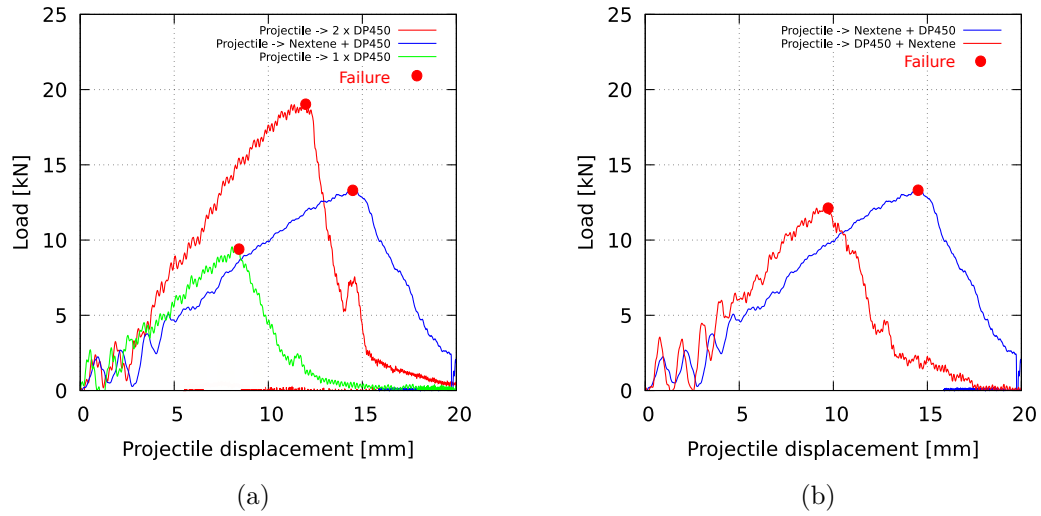 Projectile -> 2 x DP450
Projectile -> Nextene + DP450
Projectile -> 1 x DP450
Failure
25
20
15
10
5
0
Load [kN]
0 5 10 15 20
Projectile displacement [mm]
(a)
Projectile -> Nextene + DP450
Projectile -> DP450 + Nextene
Failure
25
20
15
10
5
0
Load [kN]
0 5 10 15 20
Projectile displacement [mm]
(b)